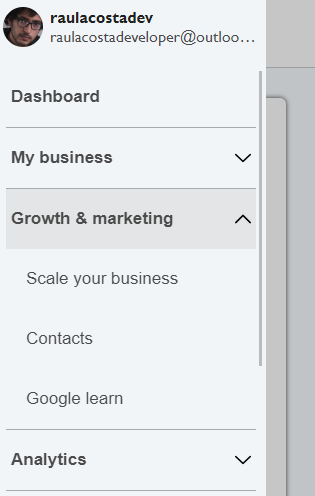 raulacostadev
raulacostadeveloper@outloo…
Dashboard
My business
Growth & marketing
Scale your business
Contacts
Google learn
Analytics